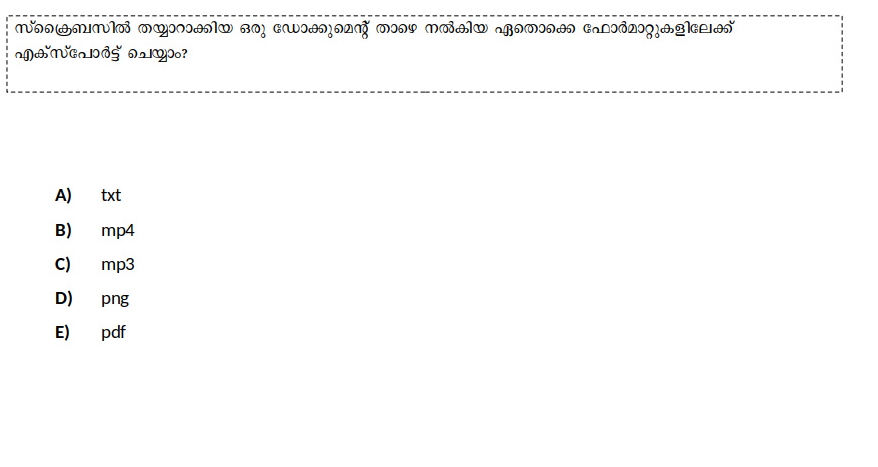 സ്ക്രൈബസിൽ തയ്യാറാക്കിയ ഒരു ഡോക്കുമെന്റ് താഴെ നൽകിയ ഏതൊക്കെ ഫോർമാറ്റുകളിലേക്ക്
എക്സ്പോർട്ട് ചെയ്യാം?
A) txt
B) mp4
C) mp3
D) png
E) pdf